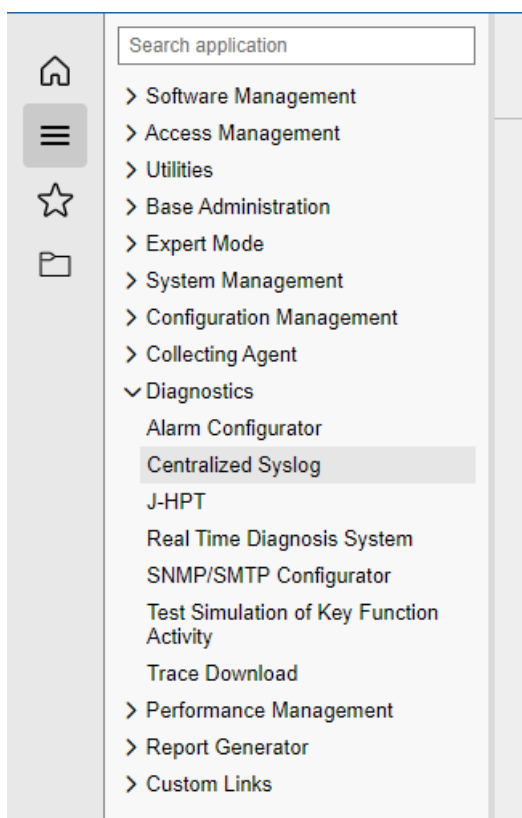 Search application
Software Management
Access Management
Utilities
Base Administration
Expert Mode
System Management
Configuration Management
Collecting Agent
Diagnostics
Alarm Configurator
Centralized Syslog
J-HPT
Real Time Diagnosis System
SNMP/SMTP Configurator
Test Simulation of Key Function
Activity
Trace Download
Performance Management
Report Generator
Custom Links